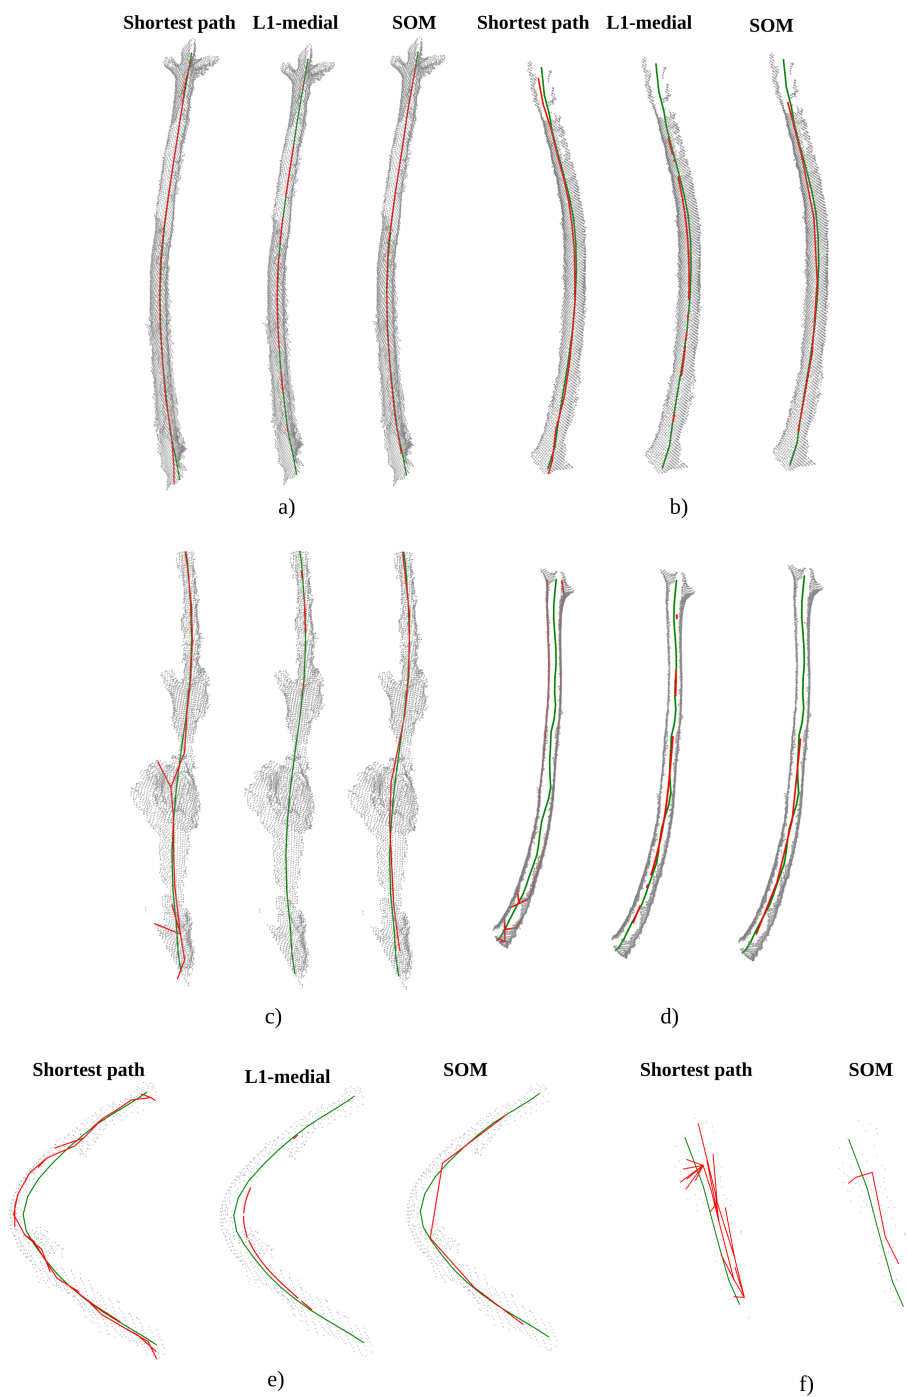 Shortest path L1-medial SOM Shortest path L1-medial SOM
a) b)
c) d)
Shortest path L1-medial SOM Shortest path SOM
e) f)